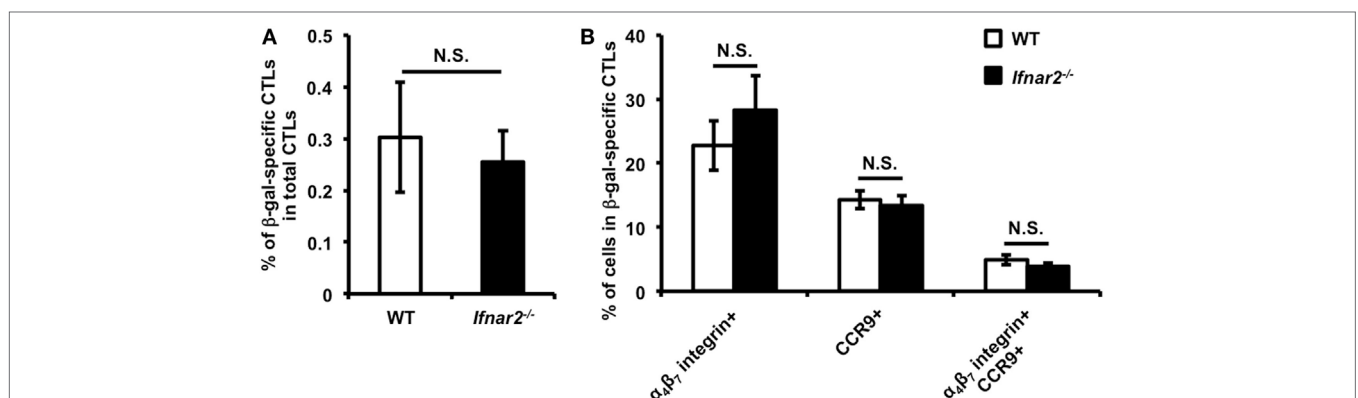 A
% of β-gal-specific CTLs
in total CTLs
0.5
0.4
0.3
0.2
0.1
0
N.S.
WT
Ifnar2-/-
B
% of cells in β-gal-specific CTLs
40
30
20
10
0
N.S.
N.S.
N.S.
WT
Ifnar2-/-
α4β7 integrin+
CCR9+
α4β7 integrin+
CCR9+